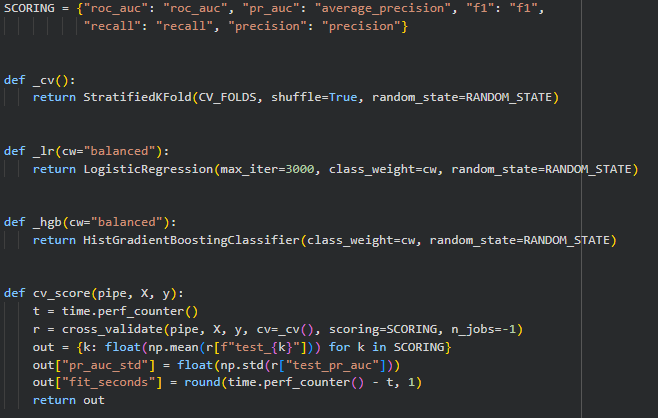 SCORING = {"roc_auc": "roc_auc", "pr_auc": "average_precision", "f1": "f1",
           "recall": "recall", "precision": "precision"}
def _cv():
    return StratifiedKFold(CV_FOLDS, shuffle=True, random_state=RANDOM_STATE)
def _lr(cw="balanced"):
    return LogisticRegression(max_iter=3000, class_weight=cw, random_state=RANDOM_STATE)
def _hgb(cw="balanced"):
    return HistGradientBoostingClassifier(class_weight=cw, random_state=RANDOM_STATE)
def cv_score(pipe, X, y):
    t = time.perf_counter()
    r = cross_validate(pipe, X, y, cv=_cv(), scoring=SCORING, n_jobs=-1)
    out = {k: float(np.mean(r[f"test_{k}"])) for k in SCORING}
    out["pr_auc_std"] = float(np.std(r["test_pr_auc"]))
    out["fit_seconds"] = round(time.perf_counter() - t, 1)
    return out